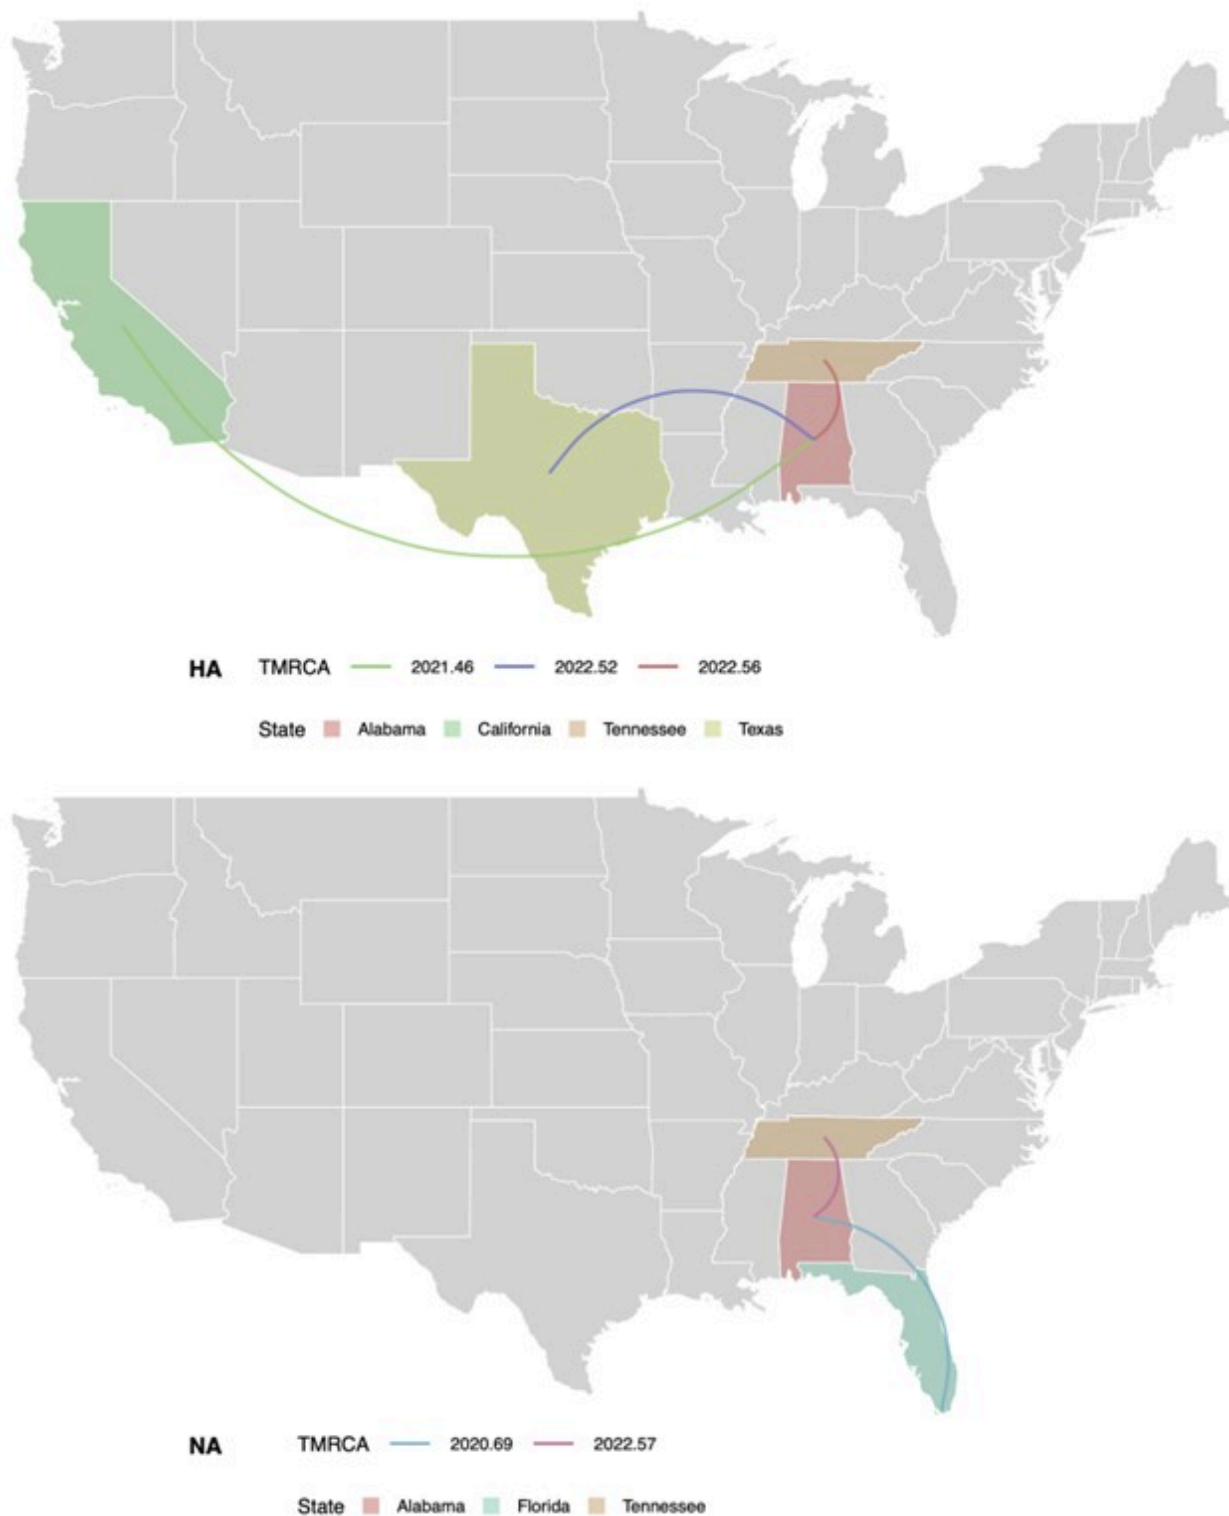 HA TMRCA 2021.46 2022.52 2022.56
State Alabama California Tennessee Texas
NA TMRCA 2020.69 2022.57
State Alabama Florida Tennessee